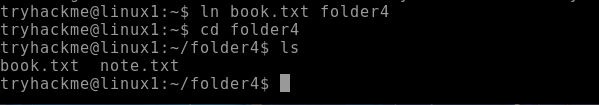 tryhackme@linux1:~$ ln book.txt folder4
tryhackme@linux1:~$ cd folder4
tryhackme@linux1:~/folder4$ ls
book.txt  note.txt
tryhackme@linux1:~/folder4$